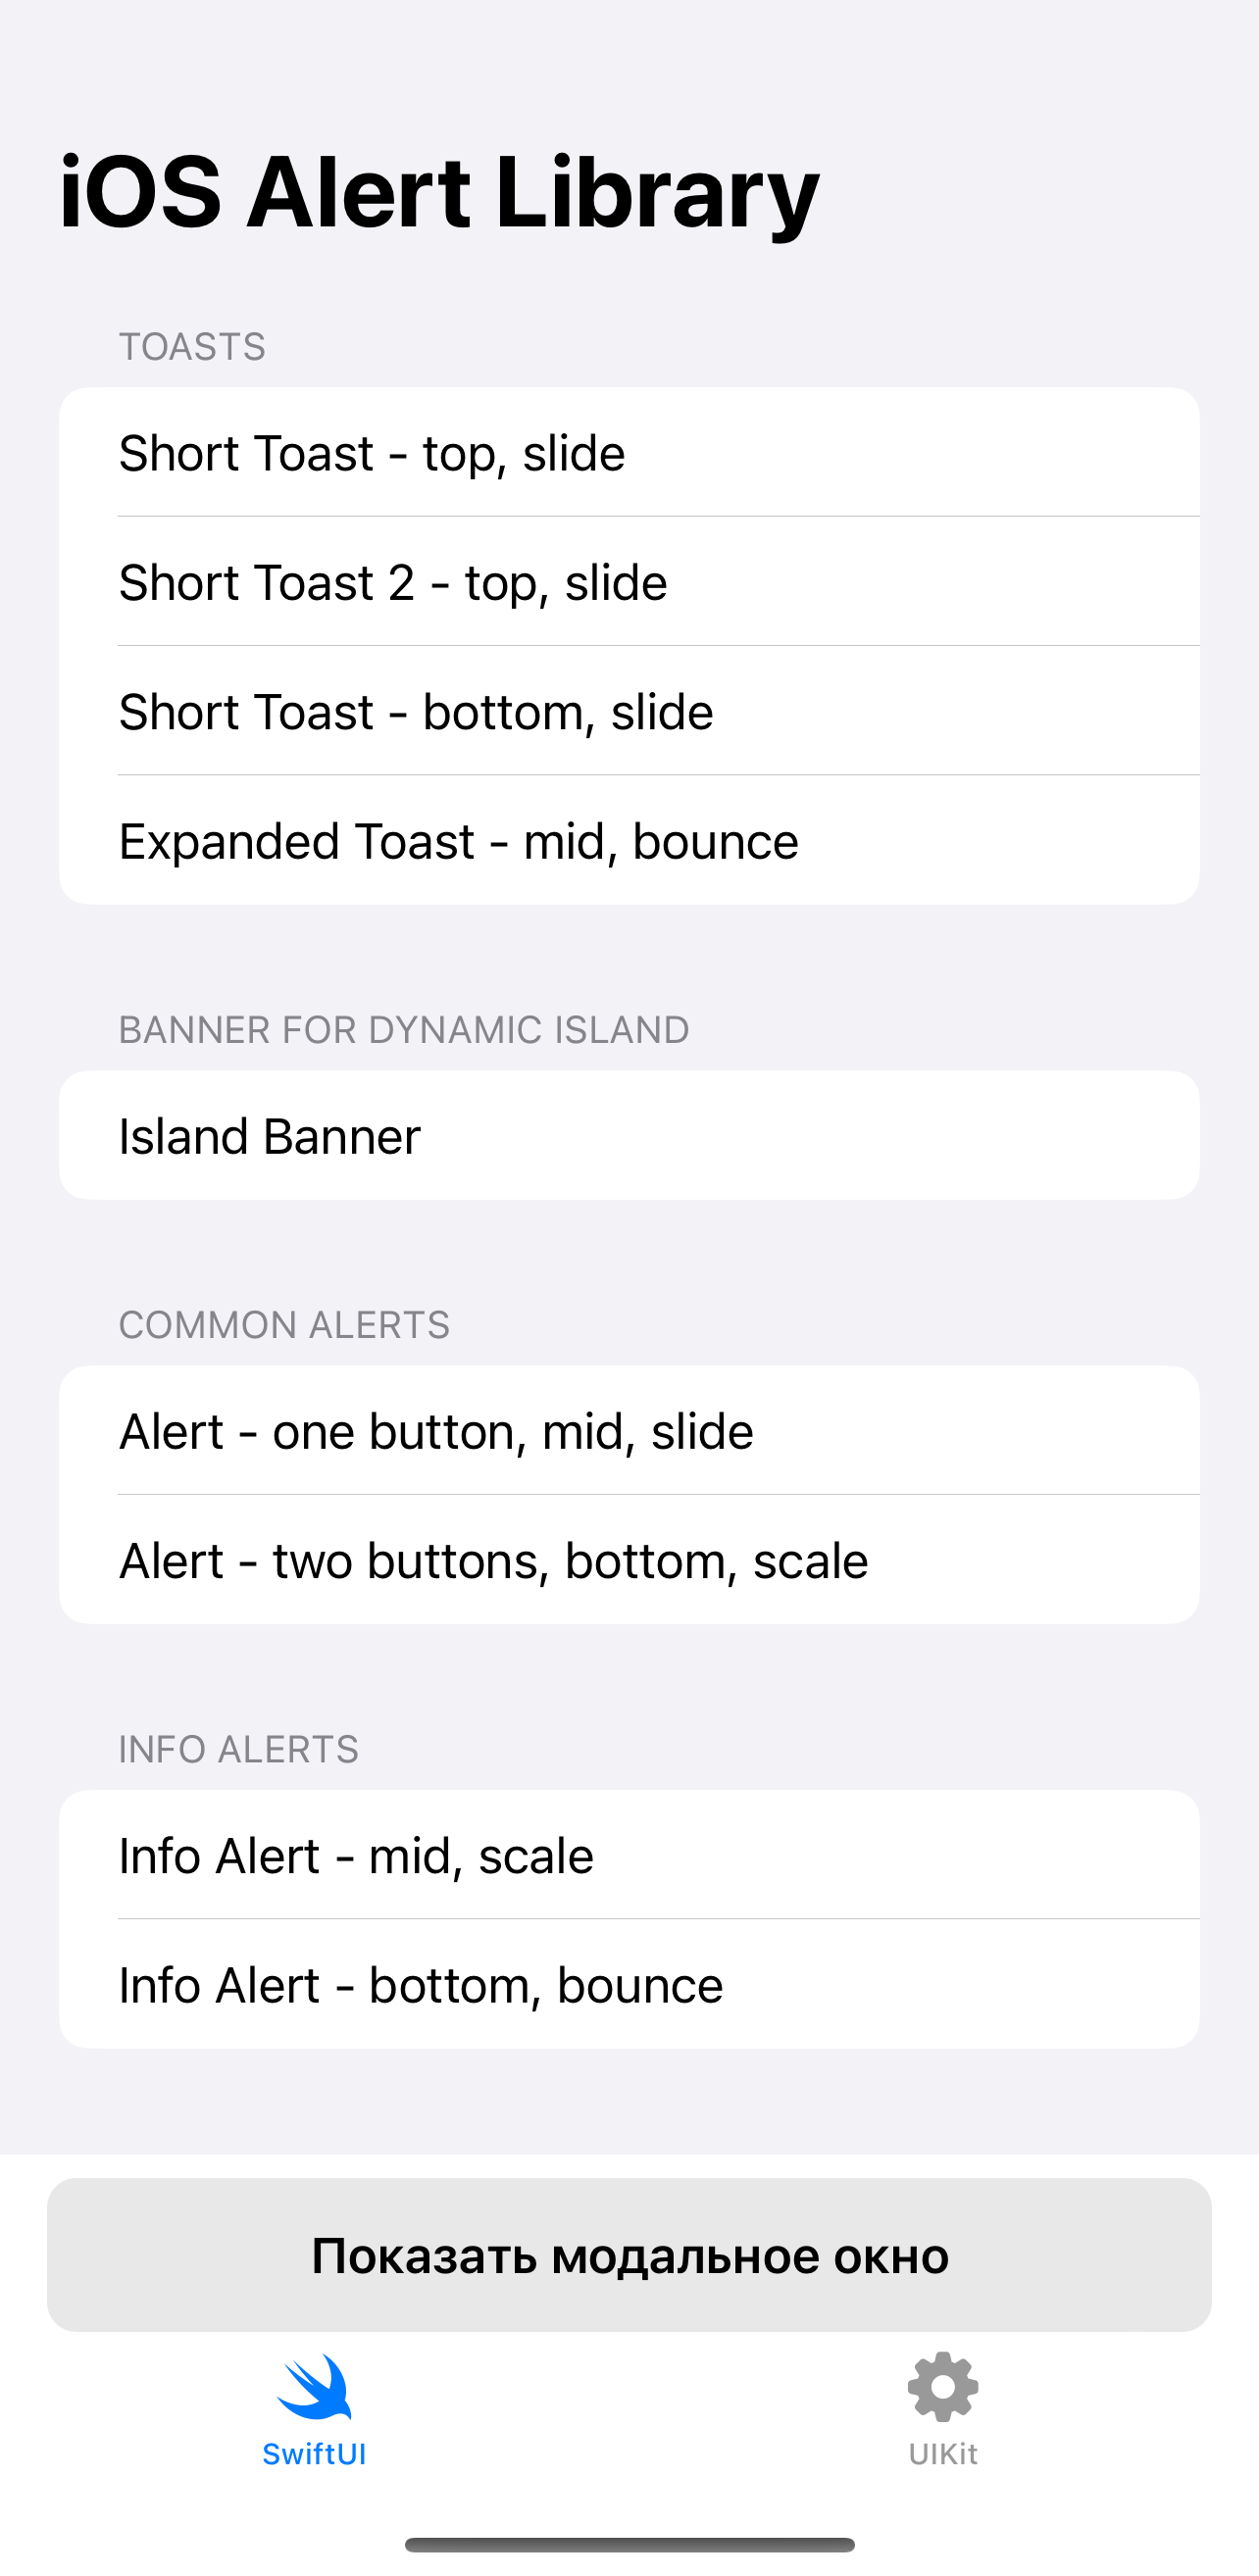 iOS Alert Library
TOASTS
Short Toast - top, slide
Short Toast 2 - top, slide
Short Toast - bottom, slide
Expanded Toast - mid, bounce
BANNER FOR DYNAMIC ISLAND
Island Banner
COMMON ALERTS
Alert - one button, mid, slide
Alert - two buttons, bottom, scale
INFO ALERTS
Info Alert - mid, scale
Info Alert - bottom, bounce
Показать модальное окно
SwiftUI
UIKit